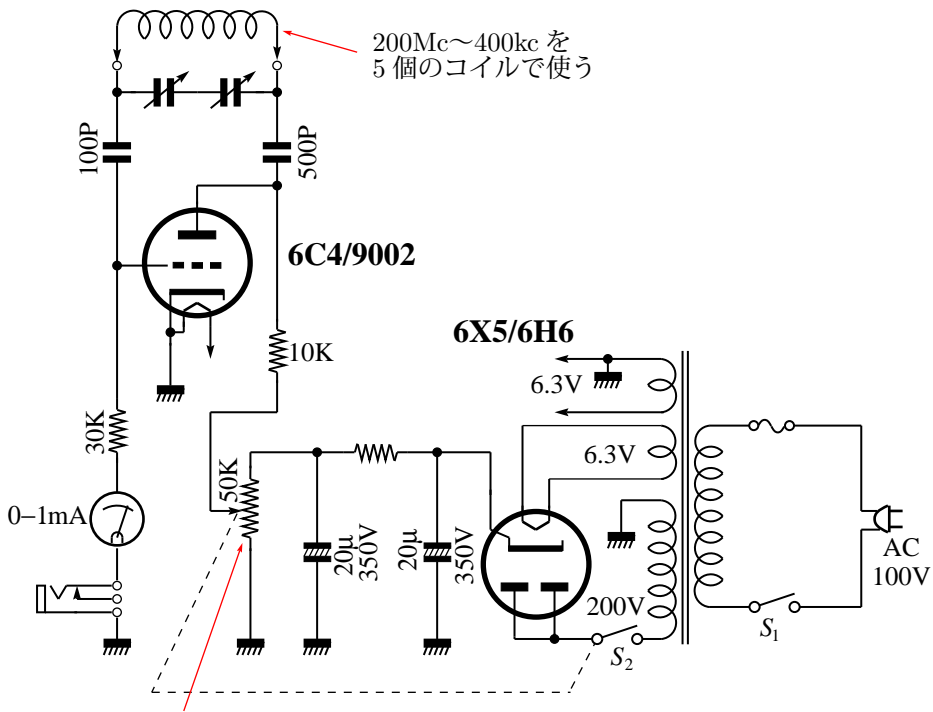 200Mc～400kc を
5 個のコイルで使う
100P
500P
6C4/9002
10K
6X5/6H6
6.3V
30K
50K
6.3V
0−1mA
20μ
350V
20μ
350V
200V
AC
100V
S1
S2